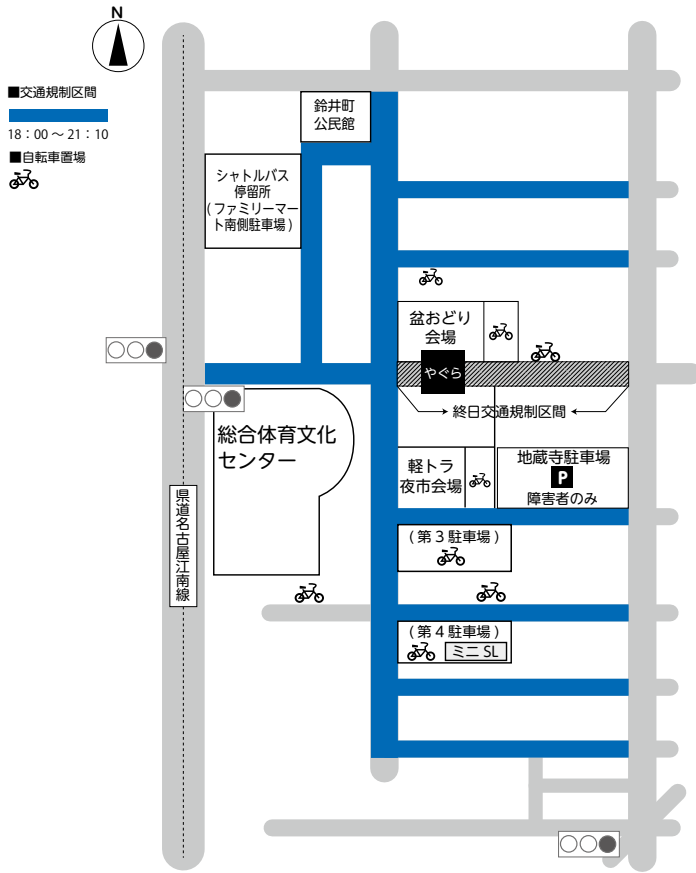 N
■交通規制区間
18：00～21：10
■自転車置場
鈴井町
公民館
シャトルバス
停留所
(ファミリーマー
ト南側駐車場)
盆おどり
会場
やぐら
終日交通規制区間
総合体育文化
センター
軽トラ
夜市会場
地蔵寺駐車場
P
障害者のみ
県道名古屋江南線
(第3駐車場)
(第4駐車場)
ミニSL